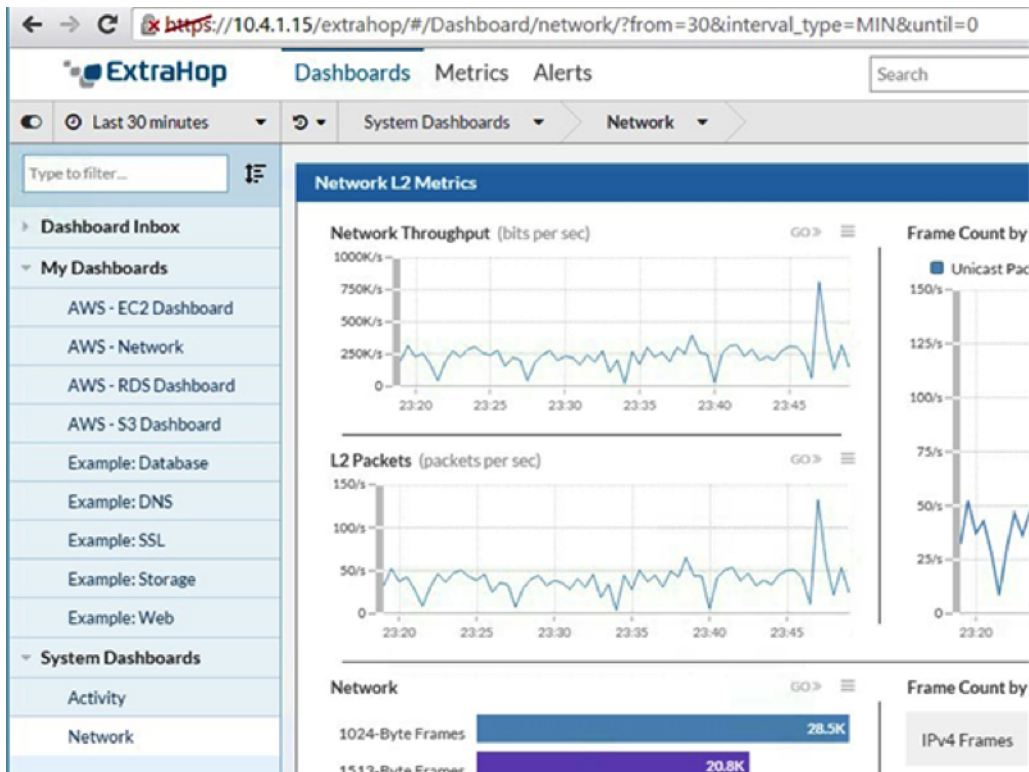 https://10.4.1.15/extrahop/#/Dashboard/network/?from=30&interval_type=MIN&until=0
ExtraHop
Dashboards Metrics Alerts
Search
Last 30 minutes
System Dashboards
Network
Type to filter...
Dashboard Inbox
My Dashboards
AWS - EC2 Dashboard
AWS - Network
AWS - RDS Dashboard
AWS - S3 Dashboard
Example: Database
Example: DNS
Example: SSL
Example: Storage
Example: Web
System Dashboards
Activity
Network
Network L2 Metrics
Network Throughput (bits per sec)
GO»
1000K/s
750K/s
500K/s
250K/s
0
23:20 23:25 23:30 23:35 23:40 23:45
L2 Packets (packets per sec)
GO»
150/s
100/s
50/s
0
23:20 23:25 23:30 23:35 23:40 23:45
Network
GO»
1024-Byte Frames 28.5K
1513-Byte Frames 20.8K
Frame Count by
Unicast Pac
150/s
125/s
100/s
75/s
50/s
25/s
0
23:20
Frame Count by
IPv4 Frames